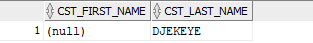 CST_FIRST_NAME CST_LAST_NAME
1 (null) DJEKEYE